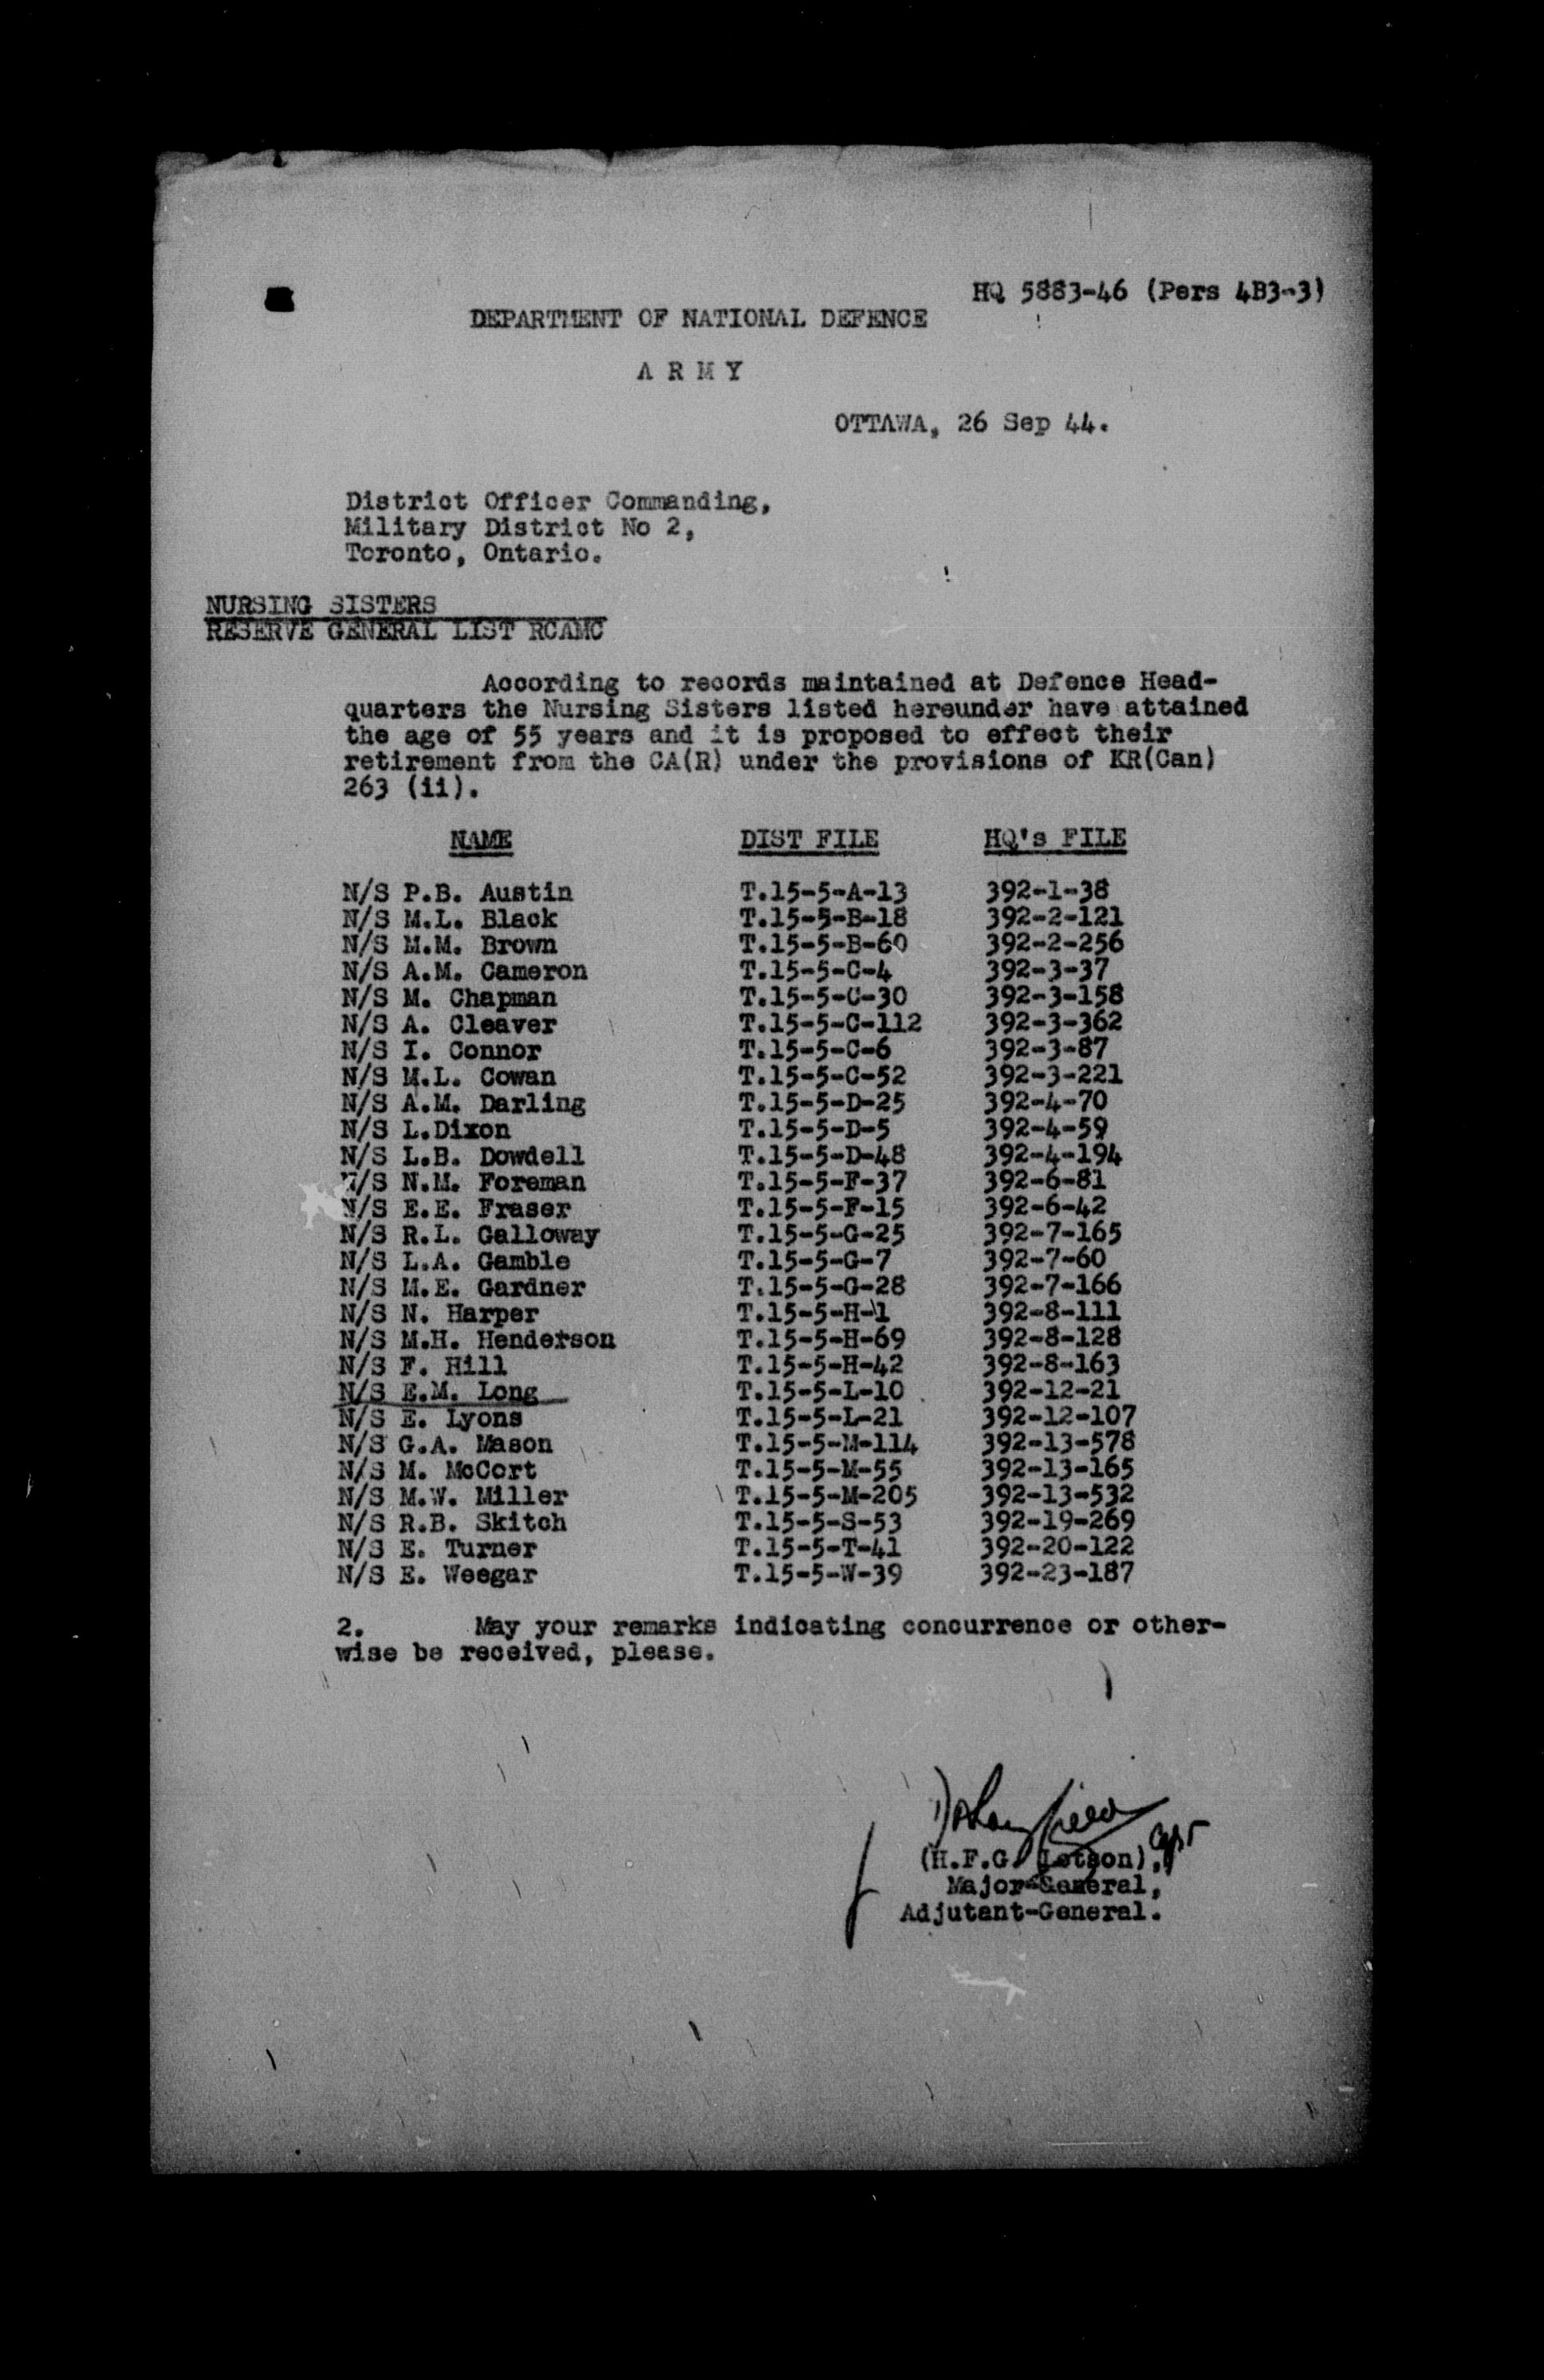 HQ 5883-46 (Pers 4B3-3)
DEPARTMENT OF NATIONAL DEFENCE
A R M Y
OTTAWA, 26 Sep 44.
District Officer Commanding,
Military District No 2,
Toronto, Ontario.
NURSING SISTERS
RESERVE GENERAL LIST RCAMC
According to records maintained at Defence Head-
quarters the Nursing Sisters listed hereunder have attained
the age of 55 years and it is proposed to effect their
retirement from the CA(R) under the provisions of KR(Can)
263 (ii).
NAME DIST FILE HQ's FILE
N/S P.B. Austin T.15-5-A-13 392-1-38
N/S M.L. Black T.15-5-B-18 392-2-121
N/S M.M. Brown T.15-5-B-60 392-2-256
N/S A.M. Cameron T.15-5-C-4 392-3-37
N/S M. Chapman T.15-5-C-30 392-3-158
N/S A. Cleaver T.15-5-C-112 392-3-362
N/S I. Connor T.15-5-C-6 392-3-87
N/S M.L. Cowan T.15-5-C-52 392-3-221
N/S A.M. Darling T.15-5-D-25 392-4-70
N/S L.Dixon T.15-5-D-5 392-4-59
N/S L.B. Dowdell T.15-5-D-48 392-4-194
N/S N.M. Foreman T.15-5-F-37 392-6-81
N/S E.E. Fraser T.15-5-F-15 392-6-42
N/S R.L. Galloway T.15-5-G-25 392-7-165
N/S L.A. Gamble T.15-5-G-7 392-7-60
N/S M.E. Gardner T.15-5-G-28 392-7-166
N/S N. Harper T.15-5-H-1 392-8-111
N/S M.H. Henderson T.15-5-H-69 392-8-128
N/S F. Hill T.15-5-H-42 392-8-163
N/S E.M. Long T.15-5-L-10 392-12-21
N/S E. Lyons T.15-5-L-21 392-12-107
N/S G.A. Mason T.15-5-M-114 392-13-578
N/S M. McCort T.15-5-M-55 392-13-165
N/S M.W. Miller T.15-5-M-205 392-13-532
N/S R.B. Skitch T.15-5-S-53 392-19-269
N/S E. Turner T.15-5-T-41 392-20-122
N/S E. Weegar T.15-5-W-39 392-23-187
2. May your remarks indicating concurrence or other-
wise be received, please.
(H.F.G. Letson),
Major-General,
Adjutant-General.